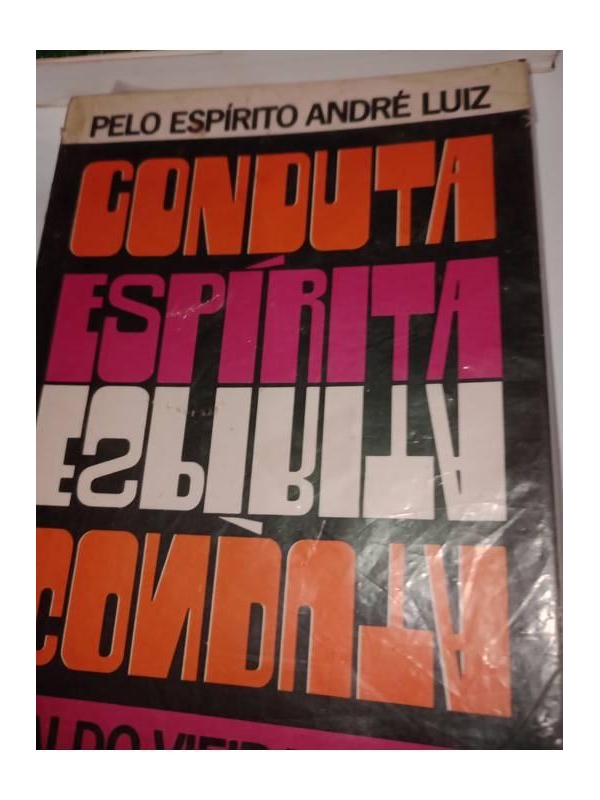 PELO ESPÍRITO ANDRÉ LUIZ
CONDUTA
ESPÍRITA
ESPÍRITA
CONDUTA